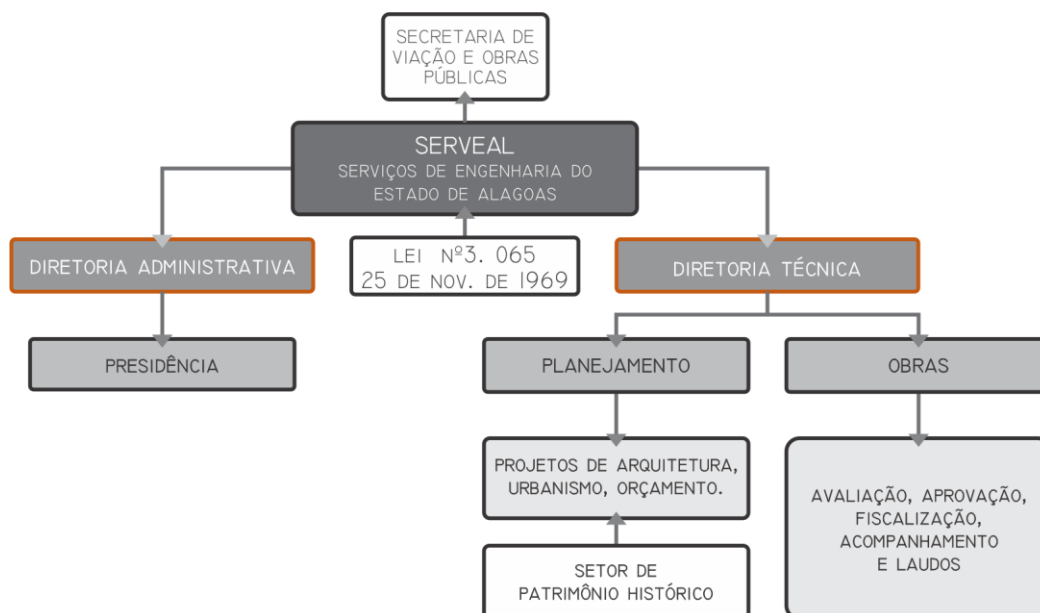 SECRETARIA DE
VIAÇÃO E OBRAS
PÚBLICAS
SERVEAL
SERVIÇOS DE ENGENHARIA DO
ESTADO DE ALAGOAS
DIRETORIA ADMINISTRATIVA
LEI Nº3. 065
25 DE NOV. DE 1969
DIRETORIA TÉCNICA
PRESIDÊNCIA
PLANEJAMENTO
OBRAS
PROJETOS DE ARQUITETURA,
URBANISMO, ORÇAMENTO.
SETOR DE
PATRIMÔNIO HISTÓRICO
AVALIAÇÃO, APROVAÇÃO,
FISCALIZAÇÃO,
ACOMPANHAMENTO
E LAUDOS